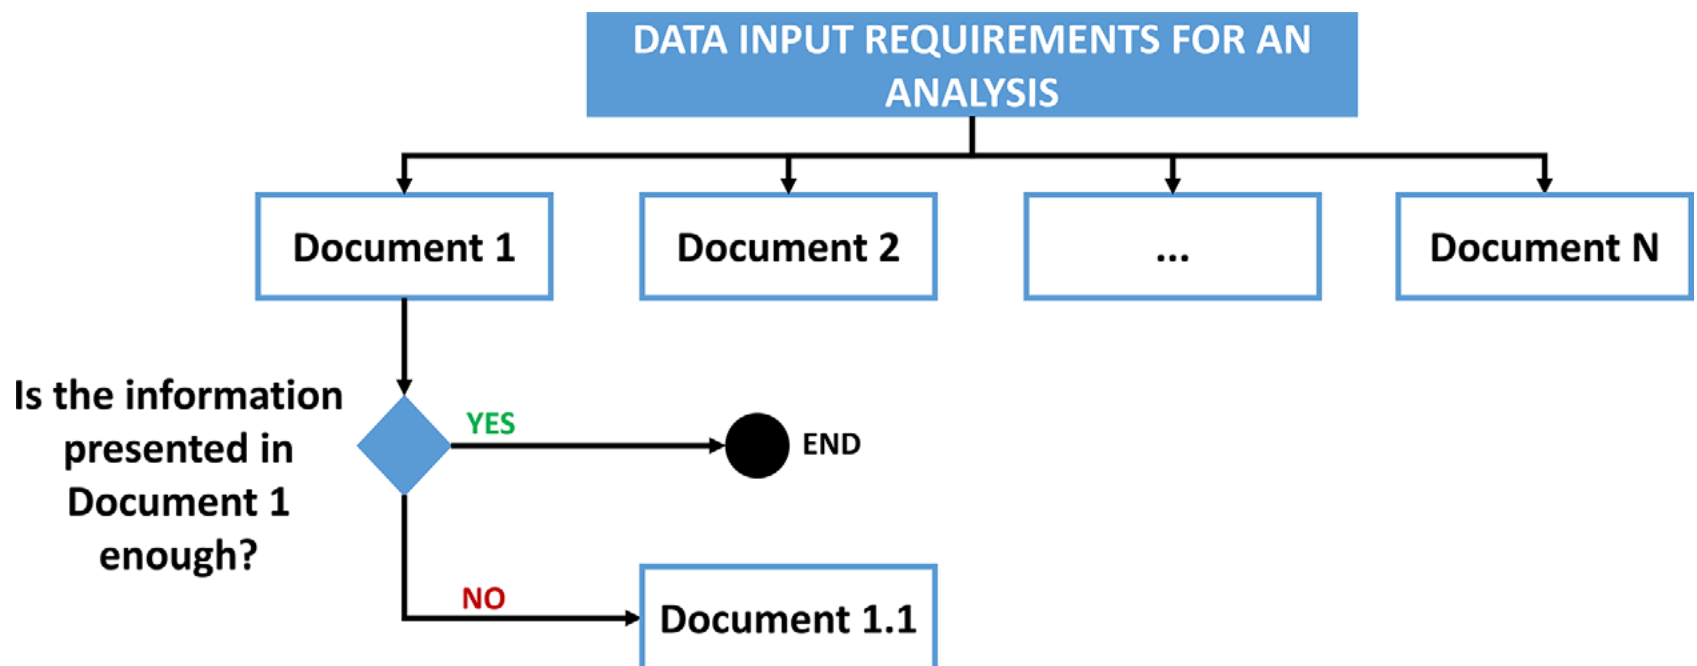 DATA INPUT REQUIREMENTS FOR AN
ANALYSIS
Document 1
Document 2
...
Document N
Is the information
presented in
Document 1
enough?
YES
END
NO
Document 1.1